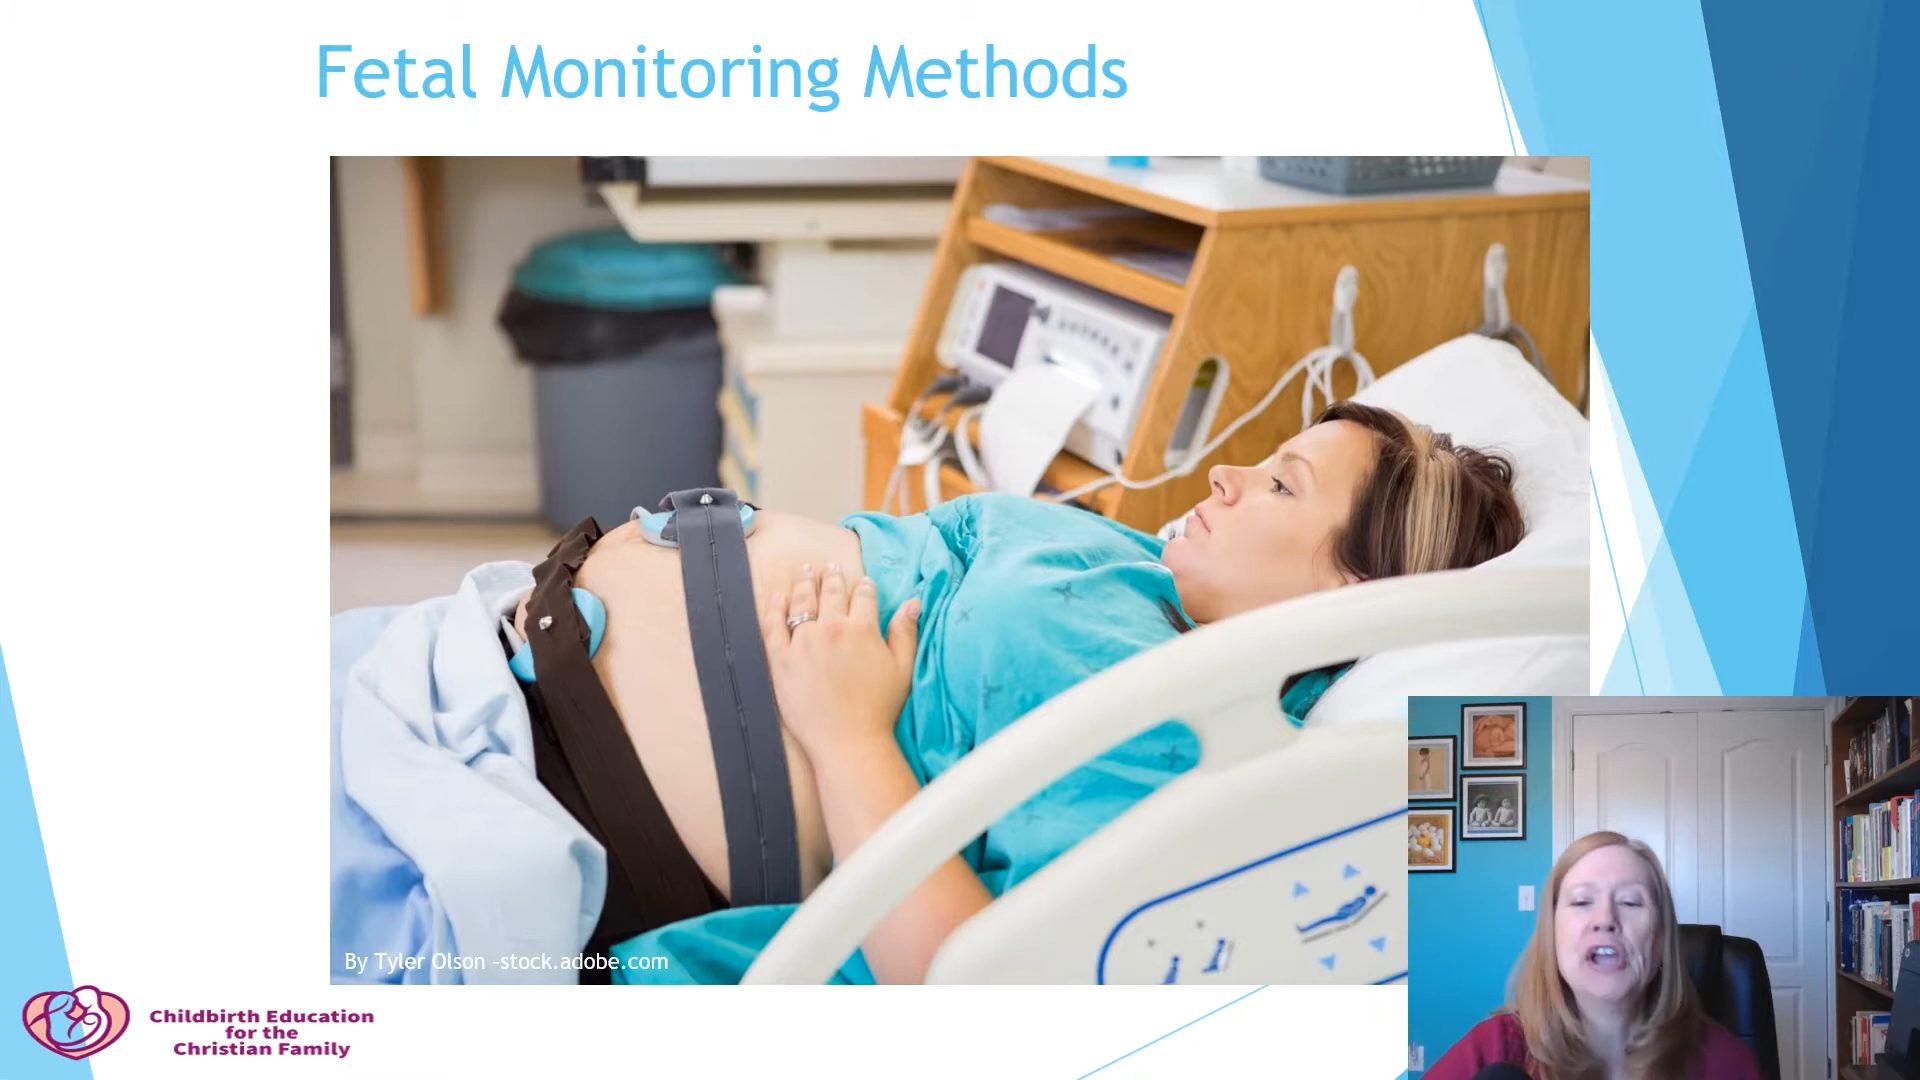 Fetal Monitoring Methods
By Tyler Olson -stock.adobe.com
Childbirth Education
for the
Christian Family